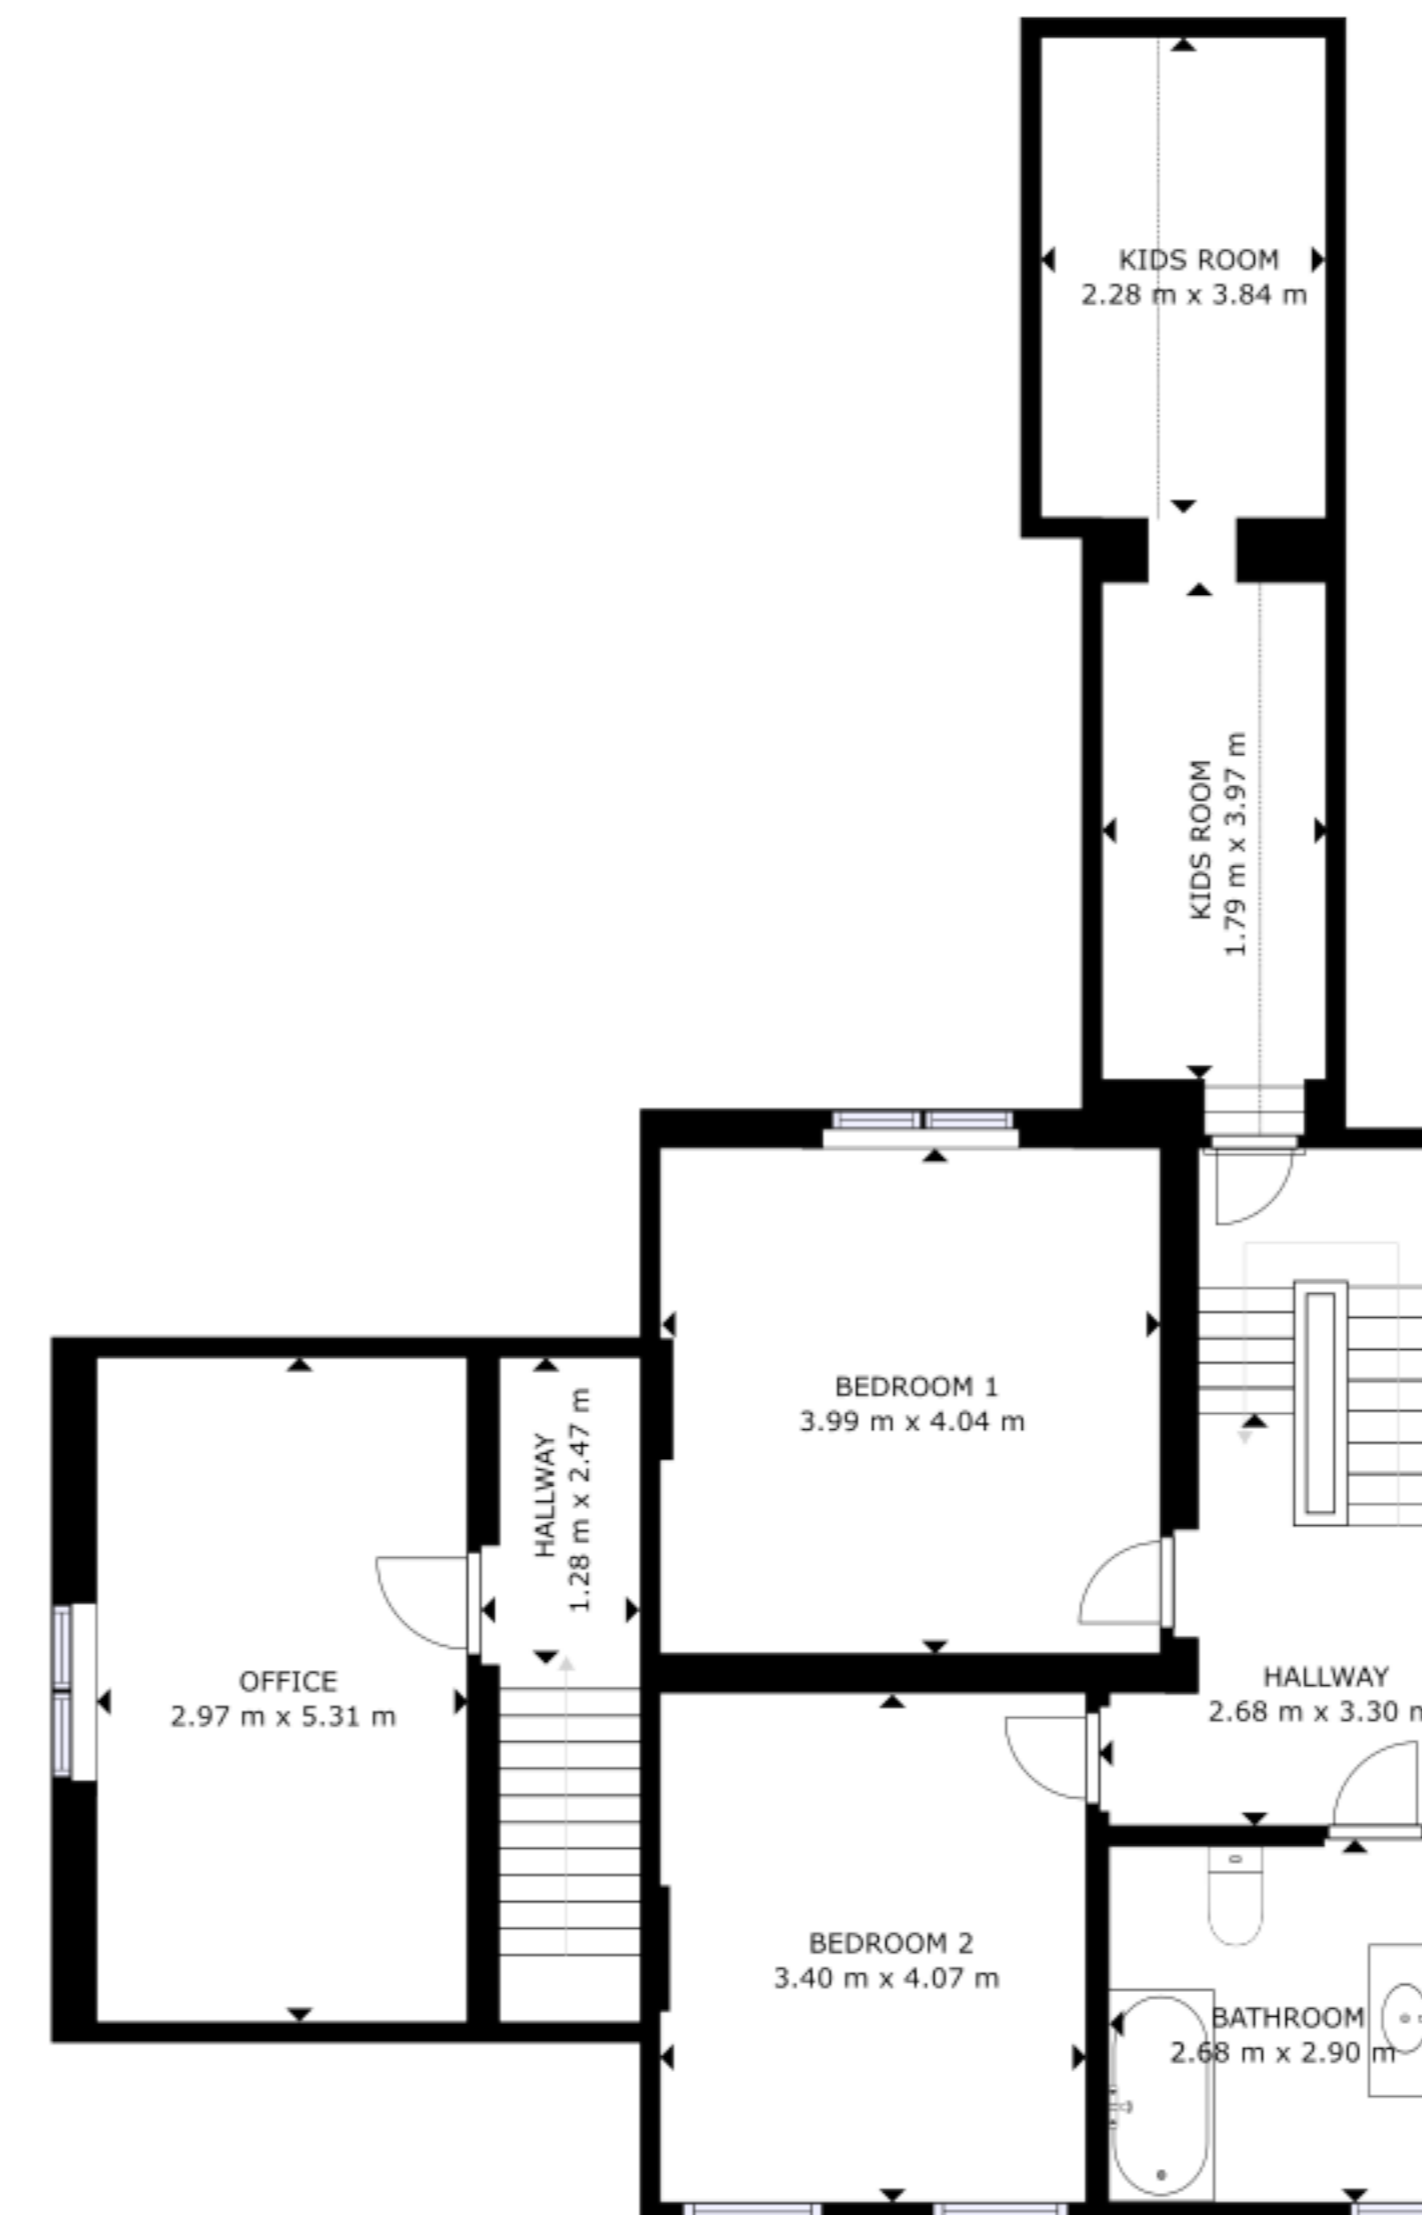 KIDS ROOM
2.28 m x 3.84 m
KIDS ROOM
1.79 m x 3.97 m
BEDROOM 1
3.99 m x 4.04 m
HALLWAY
1.28 m x 2.47 m
OFFICE
2.97 m x 5.31 m
HALLWAY
2.68 m x 3.30
BEDROOM 2
3.40 m x 4.07 m
BATHROOM
2.68 m x 2.90 m